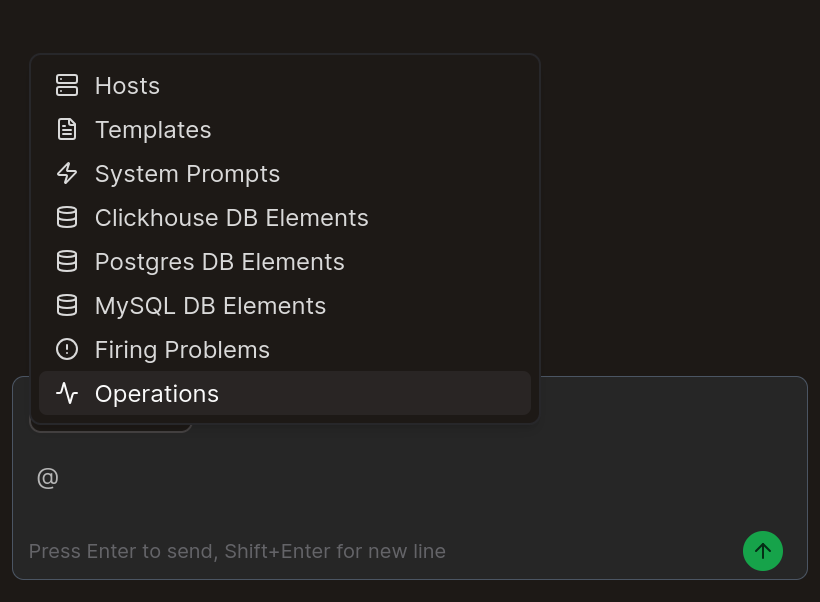 Hosts
Templates
System Prompts
Clickhouse DB Elements
Postgres DB Elements
MySQL DB Elements
Firing Problems
Operations
@
Press Enter to send, Shift+Enter for new line